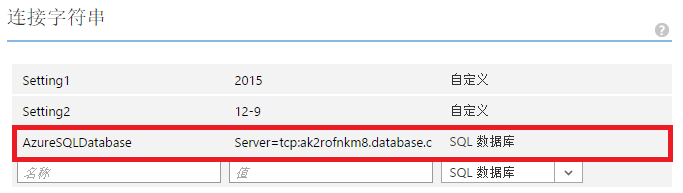 连接字符串
?
Setting1 2015 自定义
Setting2 12-9 自定义
AzureSQLDatabase Server=tcp:ak2rofnkm8.database.c SQL 数据库
名称 值 SQL 数据库